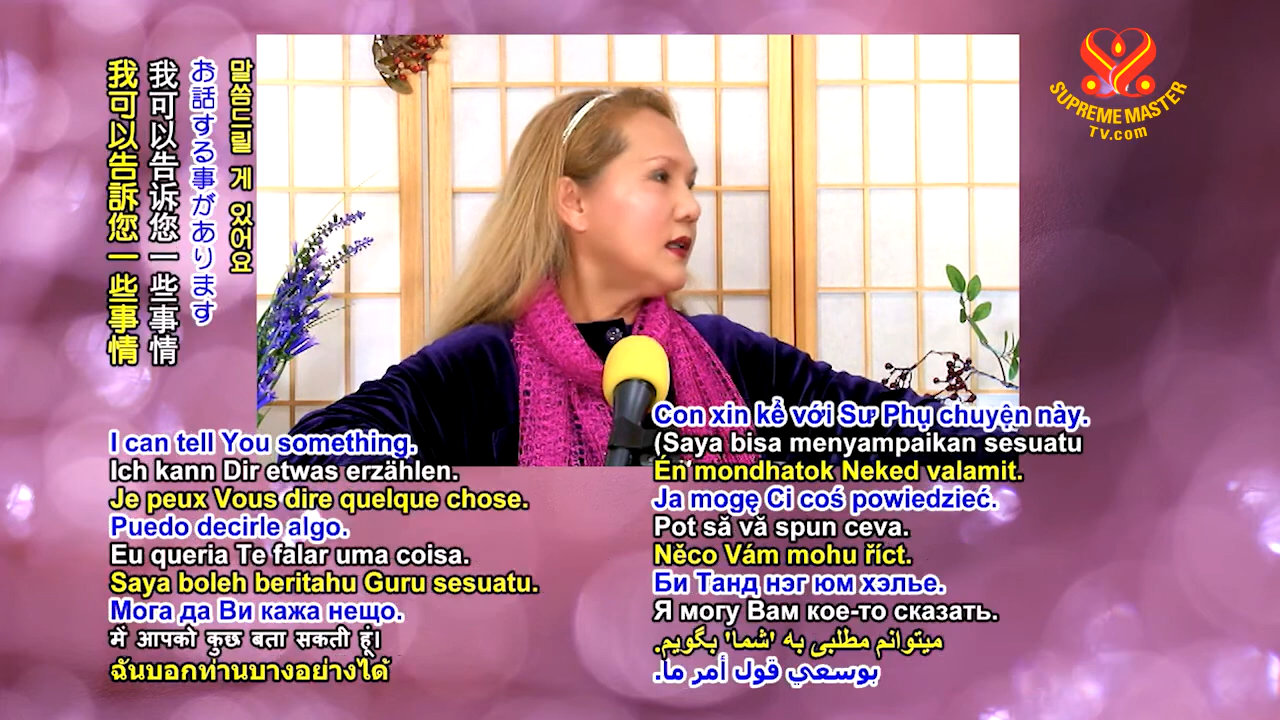 我可以告訴您一些事情
我可以告诉您一些事情
お話する事があります
말씀드릴 게 있어요
SUPREME MASTER
TV.com
I can tell You something.
Ich kann Dir etwas erzählen.
Je peux Vous dire quelque chose.
Puedo decirle algo.
Eu queria Te falar uma coisa.
Saya boleh beritahu Guru sesuatu.
Мога да Ви кажа нещо.
में आपको कुछ बता सकती हूं।
ฉันบอกท่านบางอย่างได้
Con xin kể với Sư Phụ chuyện này.
(Saya bisa menyampaikan sesuatu
Én mondhatok Neked valamit.
Ja mogę Ci coś powiedzieć.
Pot să vă spun ceva.
Něco Vám mohu říct.
Би Танд нэг юм хэлье.
Я могу Вам кое-то сказать.
میتوانم مطلبی به 'شما' بگویم.
بوسعي قول أمر ما.